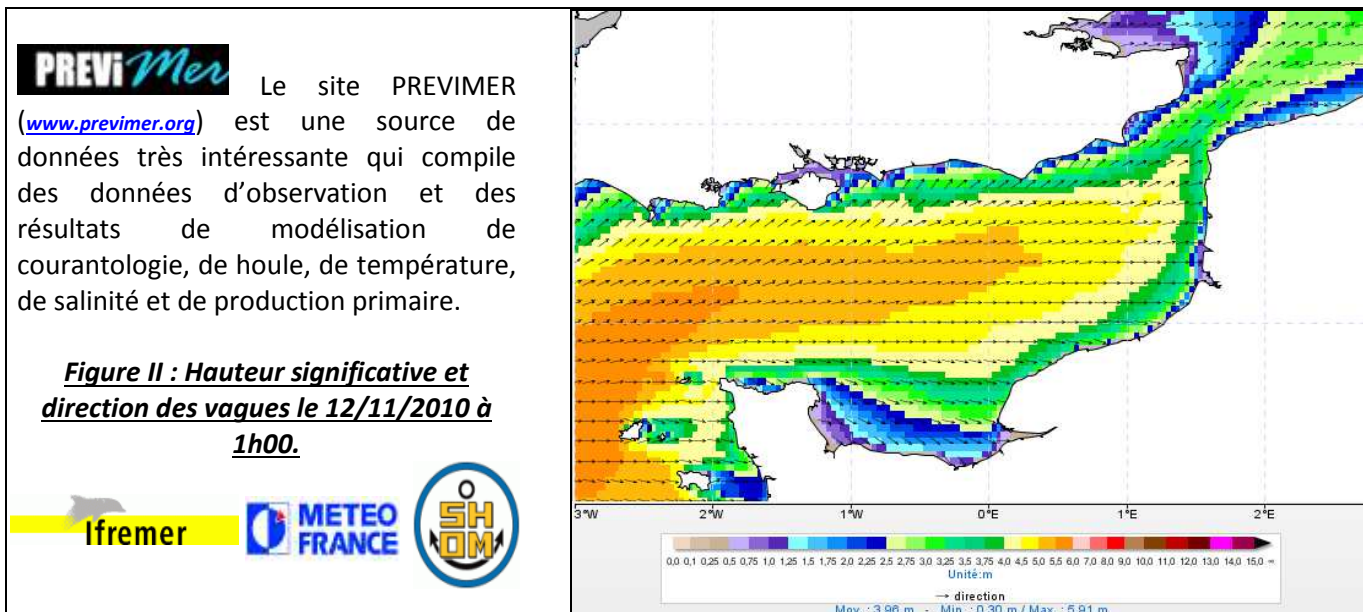 PREViMer Le site PREVIMER
(www.previmer.org) est une source de
données très intéressante qui compile
des données d'observation et des
résultats de modélisation de
courantologie, de houle, de température,
de salinité et de production primaire.
Figure II : Hauteur significative et
direction des vagues le 12/11/2010 à
1h00.
Ifremer
METEO
FRANCE
SH
OM
3°W 2°W 1°W 0°E 1°E 2°E
0,0 0,1 0,25 0,5 0,75 1,0 1,25 1,5 1,75 2,0 2,25 2,5 2,75 3,0 3,25 3,5 3,75 4,0 4,5 5,0 5,5 6,0 7,0 8,0 9,0 10,0 11,0 12,0 13,0 14,0 15,0
Unité:m
→ direction
Moy. : 3,96 m - Min. : 0,30 m / Max. : 5,91 m